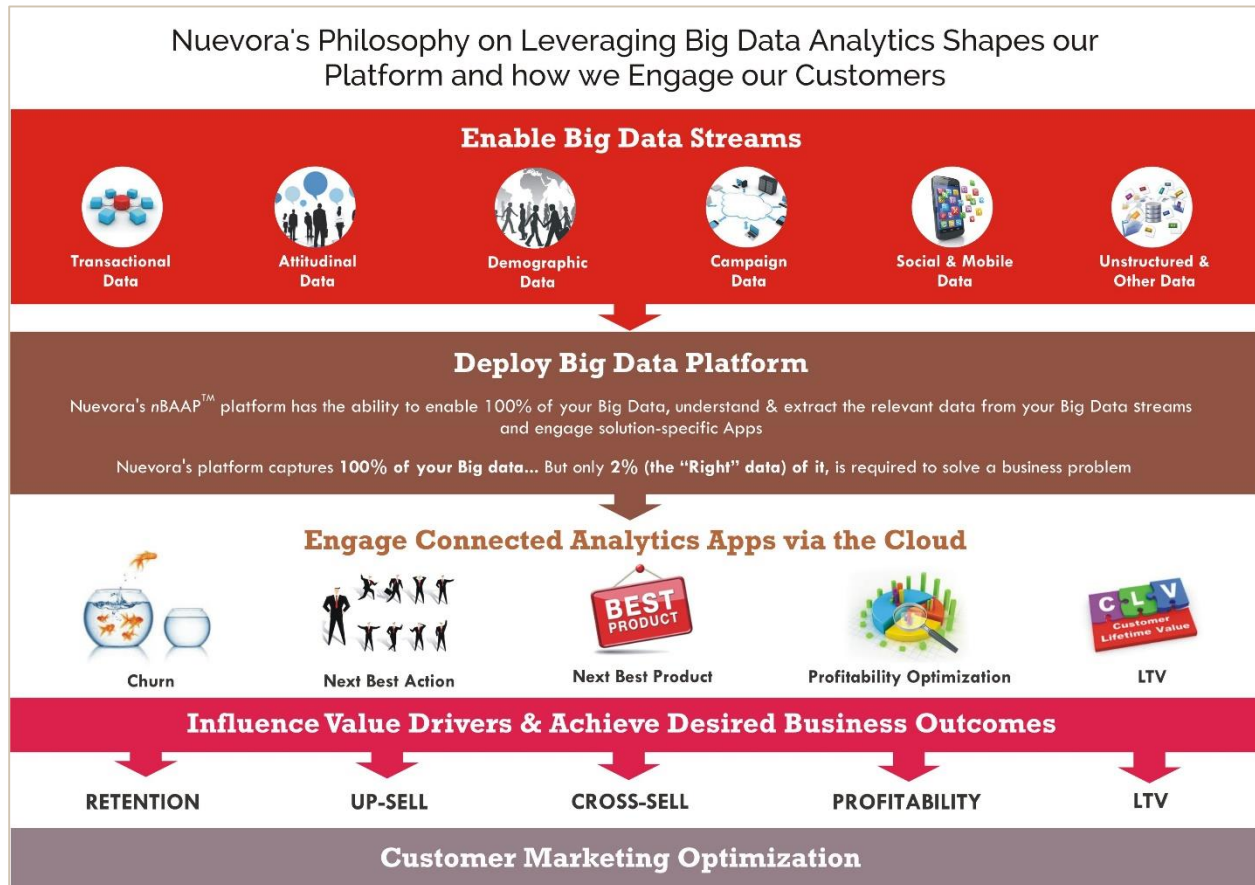 Nuevora's Philosophy on Leveraging Big Data Analytics Shapes our
Platform and how we Engage our Customers
Enable Big Data Streams
Transactional
Data
Attitudinal
Data
Demographic
Data
Campaign
Data
Social & Mobile
Data
Unstructured &
Other Data
Deploy Big Data Platform
Nuevora's nBAAP™ platform has the ability to enable 100% of your Big Data, understand & extract the relevant data from your Big Data streams
and engage solution-specific Apps
Nuevora's platform captures 100% of your Big data... But only 2% (the “Right” data) of it, is required to solve a business problem
Engage Connected Analytics Apps via the Cloud
BEST
PRODUCT
C L V
Customer
Lifetime Value
Churn
Next Best Action
Next Best Product
Profitability Optimization
LTV
Influence Value Drivers & Achieve Desired Business Outcomes
RETENTION
UP-SELL
CROSS-SELL
PROFITABILITY
LTV
Customer Marketing Optimization